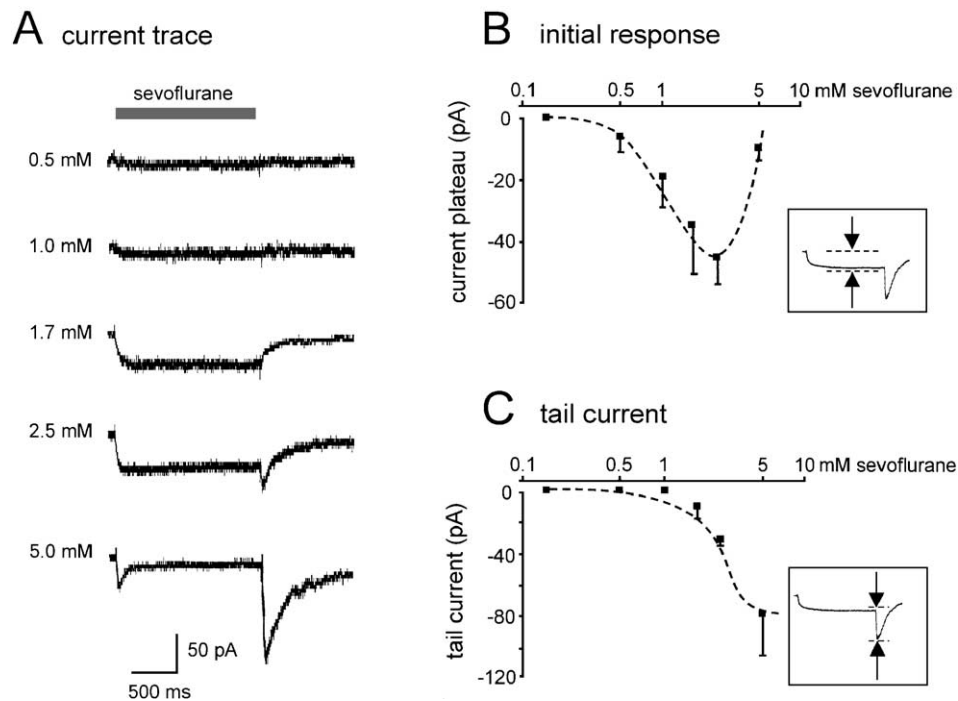 A current trace
sevoflurane
0.5 mM
1.0 mM
1.7 mM
2.5 mM
5.0 mM
50 pA
500 ms
B initial response
0.1 0.5 1 5 10 mM sevoflurane
0
-20
-40
-60
current plateau (pA)
C tail current
0.1 0.5 1 5 10 mM sevoflurane
0
-40
-80
-120
tail current (pA)